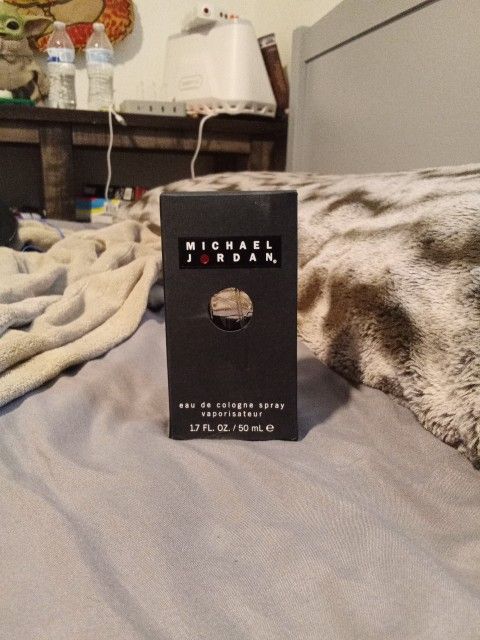 MICHAEL
JORDAN
eau de cologne spray
vaporisateur
1.7 FL. OZ. / 50 mL ℮